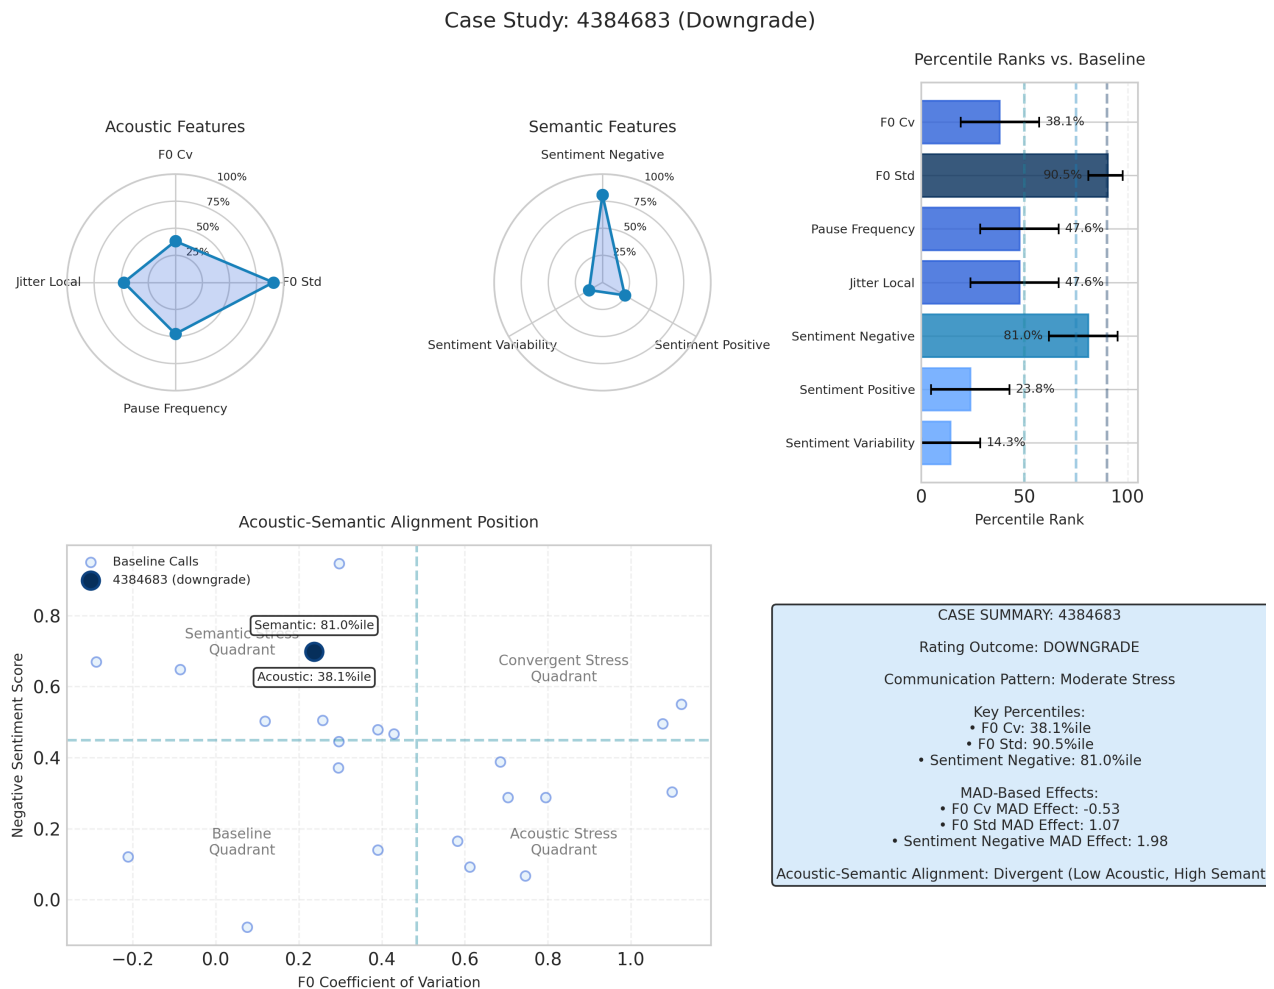 Case Study: 4384683 (Downgrade)
Acoustic Features
F0 Cv
100%
75%
50%
25%
Jitter Local
F0 Std
Pause Frequency
Semantic Features
Sentiment Negative
100%
75%
50%
25%
Sentiment Variability
Sentiment Positive
Percentile Ranks vs. Baseline
F0 Cv
38.1%
F0 Std
90.5%
Pause Frequency
47.6%
Jitter Local
47.6%
Sentiment Negative
81.0%
Sentiment Positive
23.8%
Sentiment Variability
14.3%
0
50
100
Percentile Rank
Acoustic-Semantic Alignment Position
Baseline Calls
4384683 (downgrade)
Semantic: 81.0%ile
Semantic Stress
Quadrant
Acoustic: 38.1%ile
Convergent Stress
Quadrant
Baseline
Quadrant
Acoustic Stress
Quadrant
0.8
0.6
0.4
0.2
0.0
Negative Sentiment Score
−0.2
0.0
0.2
0.4
0.6
0.8
1.0
F0 Coefficient of Variation
CASE SUMMARY: 4384683
Rating Outcome: DOWNGRADE
Communication Pattern: Moderate Stress
Key Percentiles:
• F0 Cv: 38.1%ile
• F0 Std: 90.5%ile
• Sentiment Negative: 81.0%ile
MAD-Based Effects:
• F0 Cv MAD Effect: -0.53
• F0 Std MAD Effect: 1.07
• Sentiment Negative MAD Effect: 1.98
Acoustic-Semantic Alignment: Divergent (Low Acoustic, High Semant